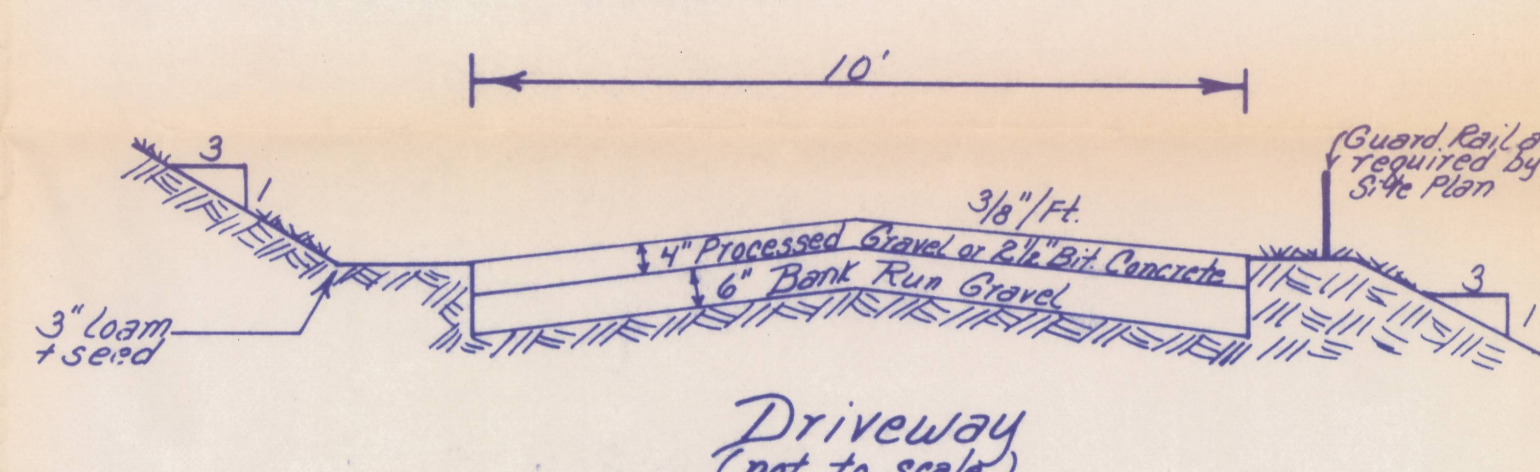 10'
3
1
Guard Rail
required by
Site Plan
3/8"/Ft.
4" Processed Gravel or 2½" Bit. Concrete
6" Bank Run Gravel
3
1
3" loam
+ seed
Driveway
(not to scale)